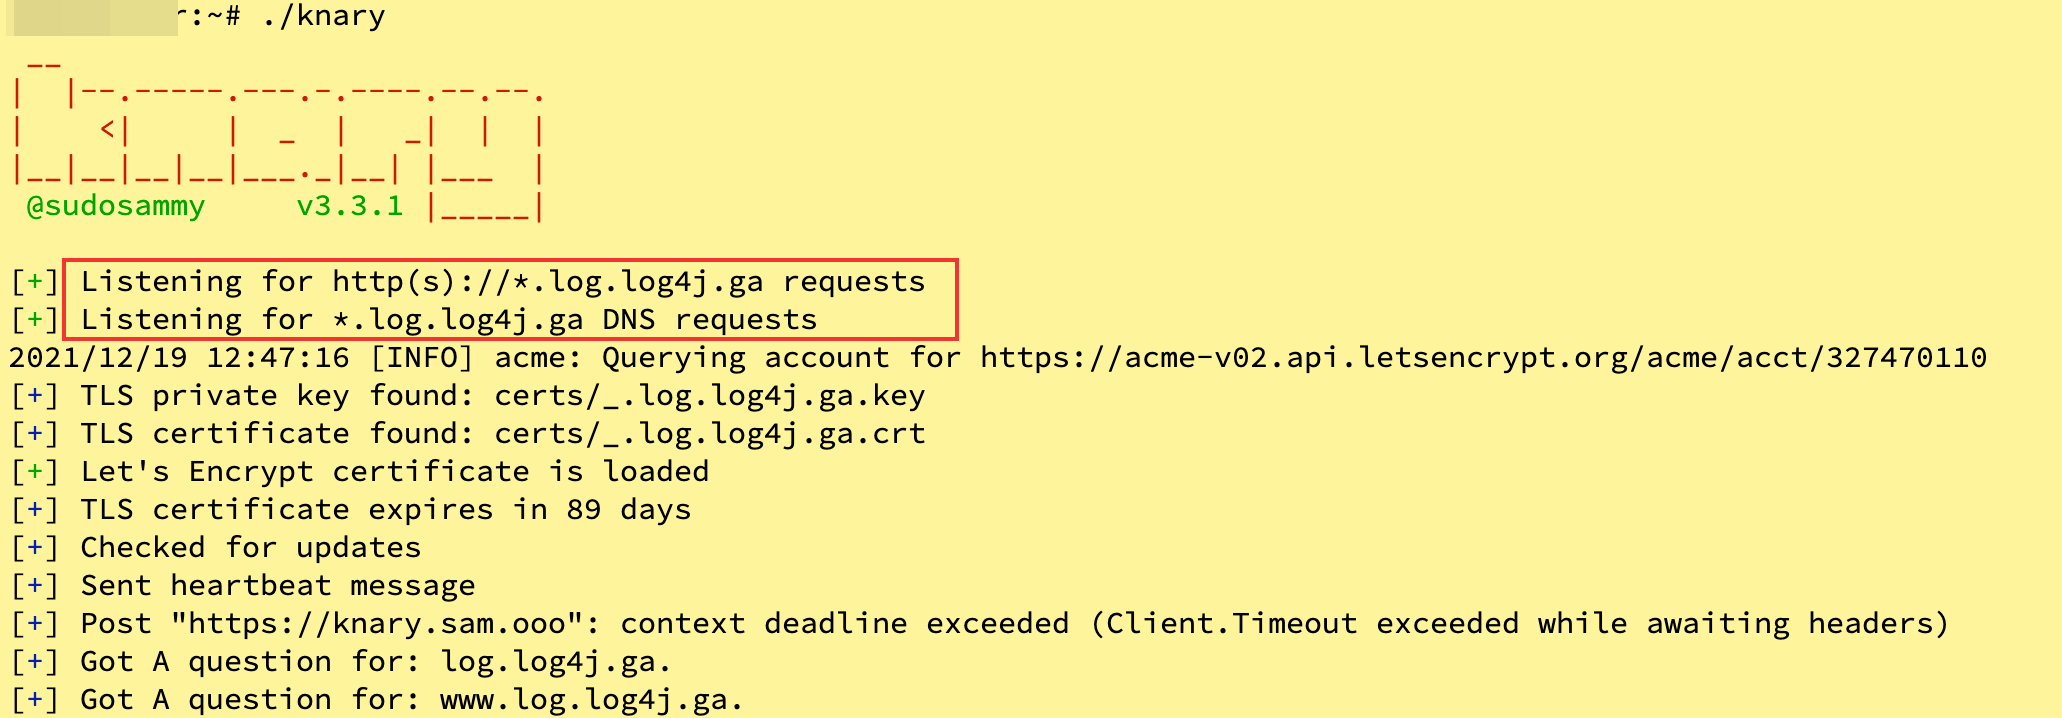 r:~# ./knary
 __
|  |--.-----.---.-.----.--.--.
|    <|     |  _  |   _|  |  |
|__|__|__|__|___._|__| |___  |
 @sudosammy     v3.3.1 |_____|
[+] Listening for http(s)://*.log.log4j.ga requests
[+] Listening for *.log.log4j.ga DNS requests
2021/12/19 12:47:16 [INFO] acme: Querying account for https://acme-v02.api.letsencrypt.org/acme/acct/327470110
[+] TLS private key found: certs/_.log.log4j.ga.key
[+] TLS certificate found: certs/_.log.log4j.ga.crt
[+] Let's Encrypt certificate is loaded
[+] TLS certificate expires in 89 days
[+] Checked for updates
[+] Sent heartbeat message
[+] Post "https://knary.sam.ooo": context deadline exceeded (Client.Timeout exceeded while awaiting headers)
[+] Got A question for: log.log4j.ga.
[+] Got A question for: www.log.log4j.ga.